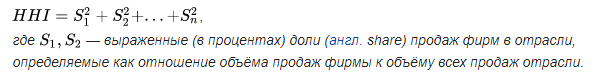 HHI = S₁² + S₂² +…+ Sₙ²,
где S₁, S₂ — выраженные (в процентах) доли (англ. share) продаж фирм в отрасли,
определяемые как отношение объёма продаж фирмы к объёму всех продаж отрасли.